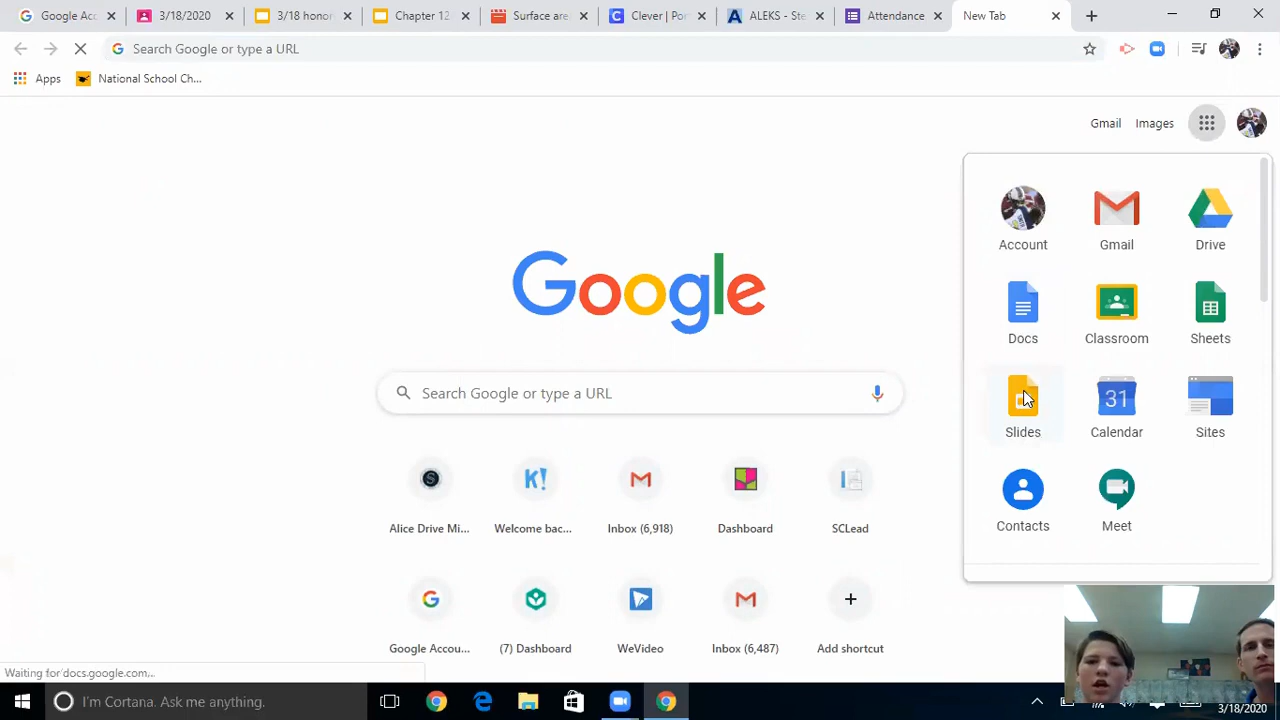 Google Acc
3/18/2020
3/18 honor
Chapter 12
Surface are
Clever | Po
ALEKS - St
Attendance
New Tab
Search Google or type a URL
Apps
National School Ch...
Gmail
Images
Account
Gmail
Drive
Docs
Classroom
Sheets
Slides
31
Calendar
Sites
Contacts
Meet
Google
Search Google or type a URL
K!
Alice Drive Mi...
Welcome bac...
Inbox (6,918)
Dashboard
SCLead
Google Accou...
(7) Dashboard
WeVideo
Inbox (6,487)
Add shortcut
Waiting for docs.google.com...
I'm Cortana. Ask me anything.
3/18/2020